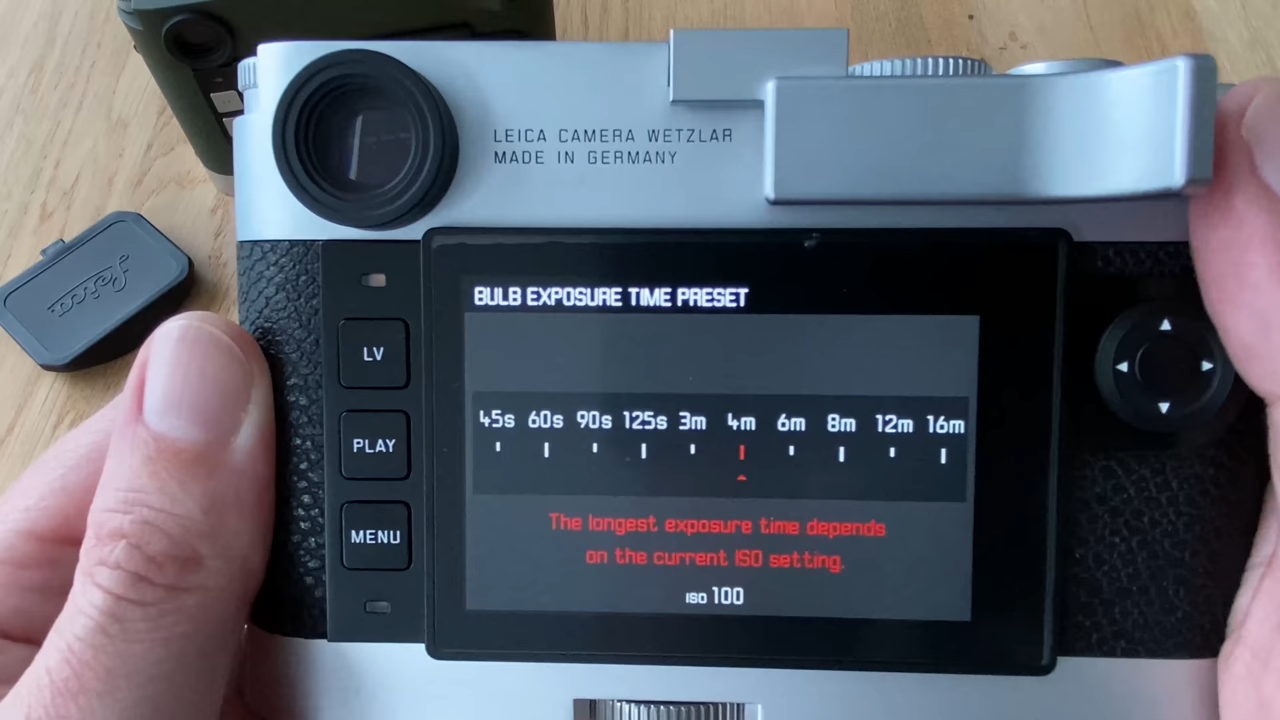 LEICA CAMERA WETZLAR
MADE IN GERMANY
Leica
BULB EXPOSURE TIME PRESET
LV
45s 60s 90s 125s 3m 4m 6m 8m 12m 16m
PLAY
The longest exposure time depends
MENU
on the current ISO setting.
ISO 100